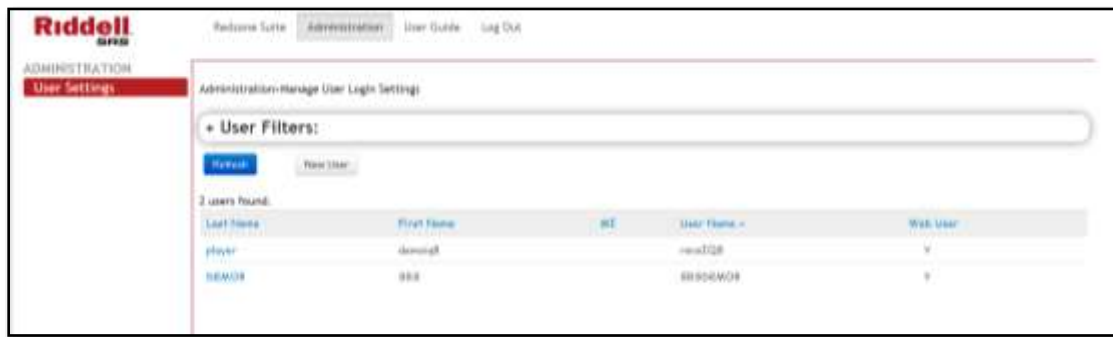 Riddell
SRS
Redzone Suite Administration User Guide Log Out
ADMINISTRATION
User Settings
Administration>Manage User Login Settings
+ User Filters:
Refresh New User
2 users found.
Last Name First Name MI User Name Web User
player Y
Y